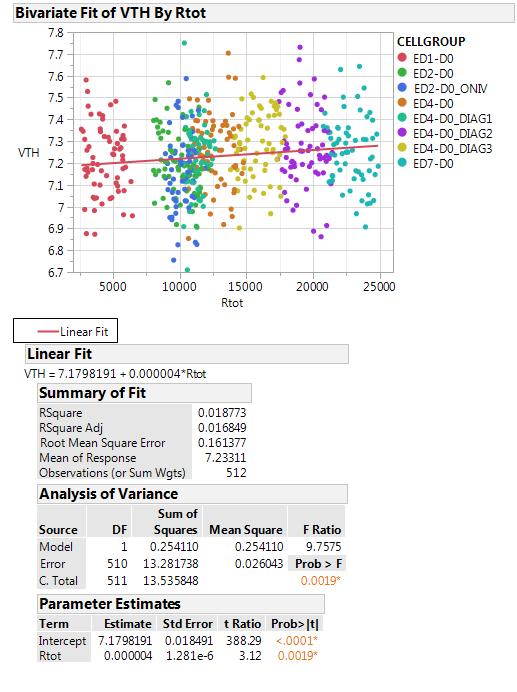 Bivariate Fit of VTH By Rtot
7.8
7.7
7.6
7.5
7.4
7.3
7.2
7.1
7
6.9
6.8
6.7
VTH
5000 10000 15000 20000 25000
Rtot
CELLGROUP
ED1-D0
ED2-D0
ED2-D0_ONIV
ED4-D0
ED4-D0_DIAG1
ED4-D0_DIAG2
ED4-D0_DIAG3
ED7-D0
Linear Fit
Linear Fit
VTH = 7.1798191 + 0.000004*Rtot
Summary of Fit
RSquare 0.018773
RSquare Adj 0.016849
Root Mean Square Error 0.161377
Mean of Response 7.23311
Observations (or Sum Wgts) 512
Analysis of Variance
Sum of
Source DF Squares Mean Square F Ratio
Model 1 0.254110 0.254110 9.7575
Error 510 13.281738 0.026043 Prob > F
C. Total 511 13.535848 0.0019*
Parameter Estimates
Term Estimate Std Error t Ratio Prob>|t|
Intercept 7.1798191 0.018491 388.29 <.0001*
Rtot 0.000004 1.281e-6 3.12 0.0019*